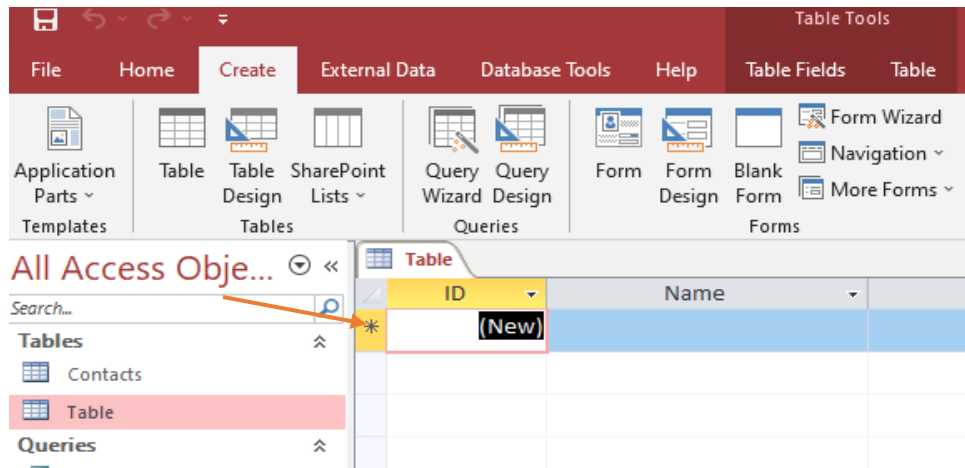 Table Tools
File Home Create External Data Database Tools Help Table Fields Table
Application Parts
Table
Table Design
SharePoint Lists
Query Wizard
Query Design
Form
Form Design
Blank Form
Form Wizard
Navigation
More Forms
Templates Tables Queries Forms
All Access Obje...
Search...
Tables
Contacts
Table
Queries
Table
ID Name
(New)